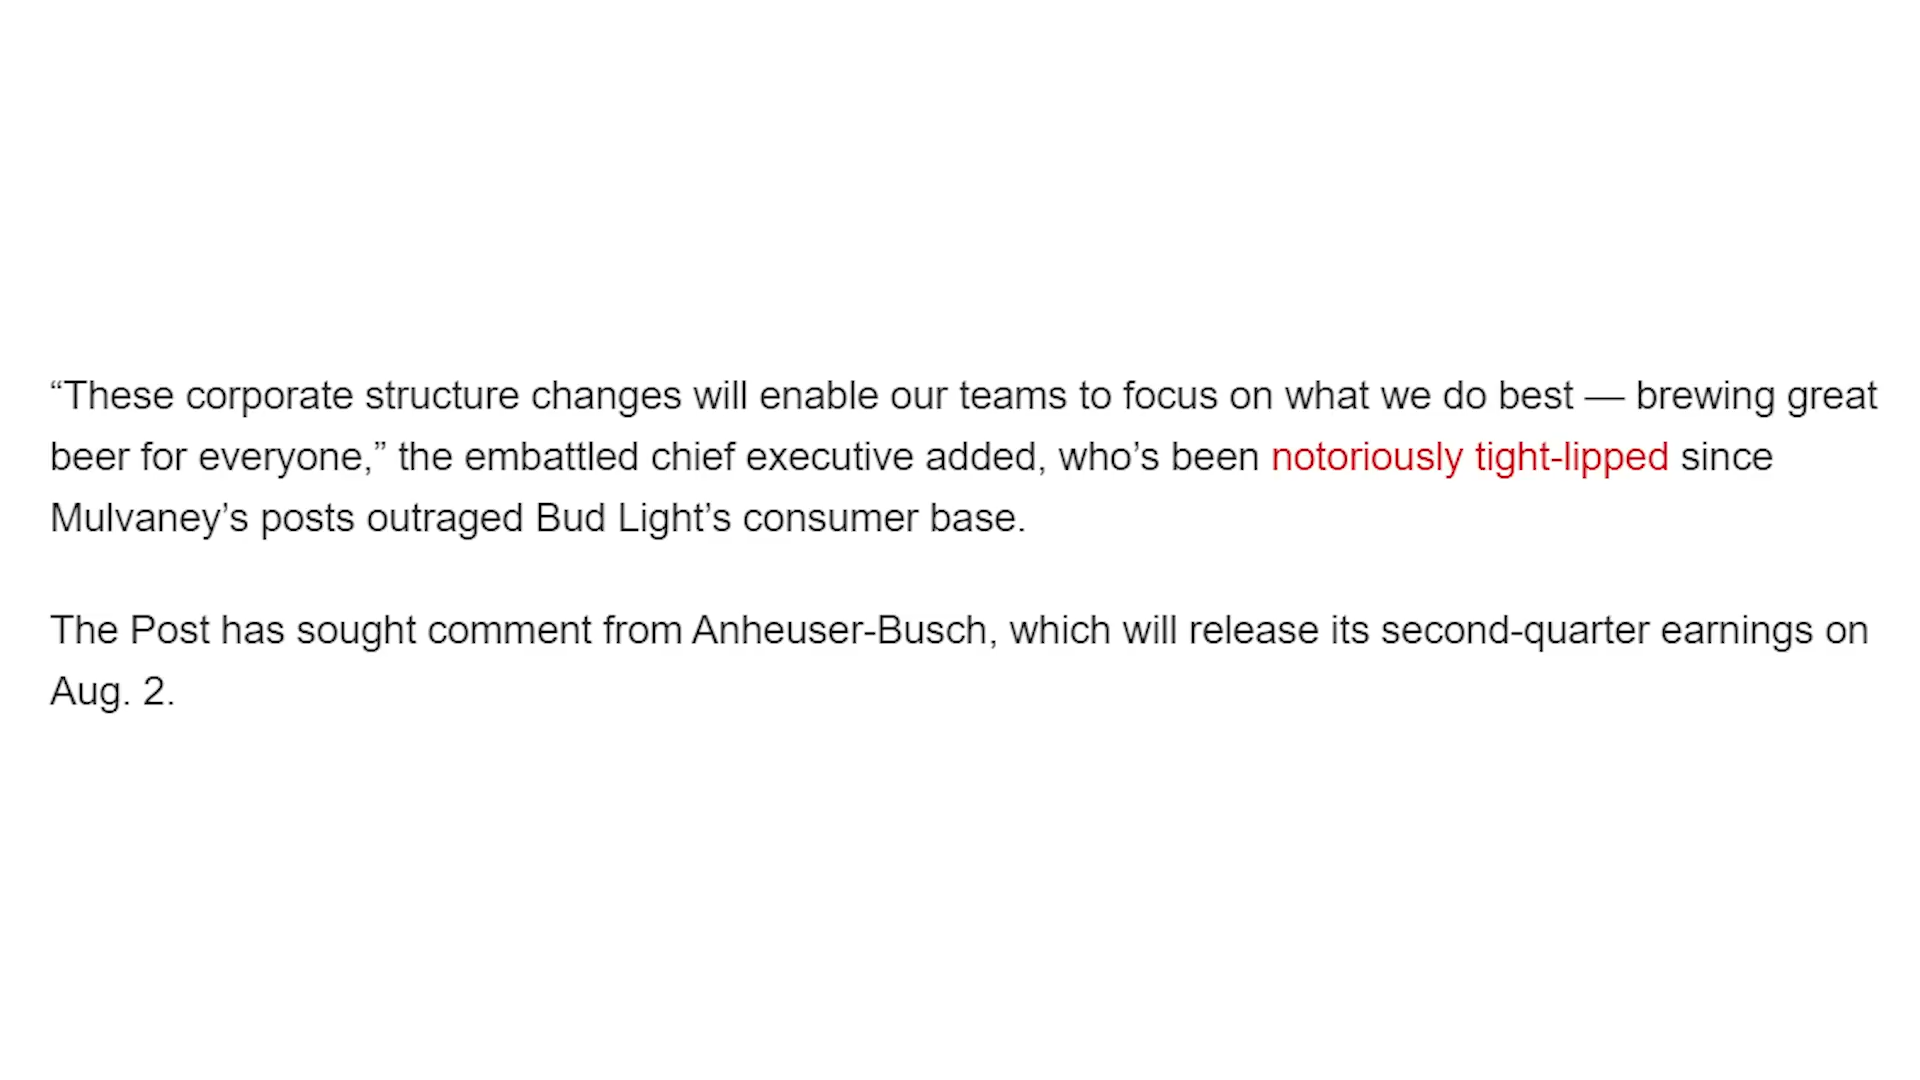 “These corporate structure changes will enable our teams to focus on what we do best — brewing great
beer for everyone,” the embattled chief executive added, who’s been notoriously tight-lipped since
Mulvaney’s posts outraged Bud Light’s consumer base.
The Post has sought comment from Anheuser-Busch, which will release its second-quarter earnings on
Aug. 2.